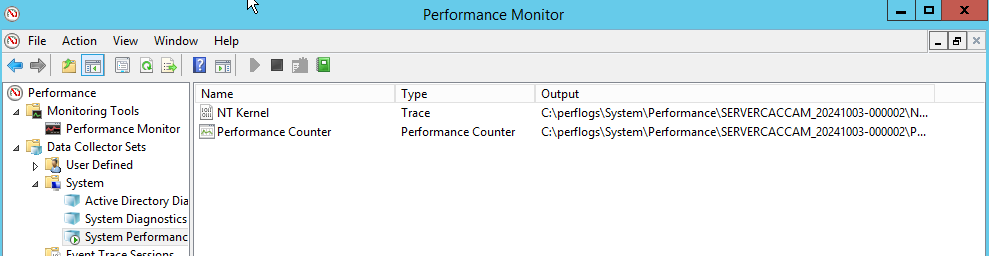 Performance Monitor
File Action View Window Help
Performance
Monitoring Tools
Performance Monitor
Data Collector Sets
User Defined
System
Active Directory Dia
System Diagnostics
System Performanc
Event Trace Sessions
Name Type Output
NT Kernel Trace C:\perflogs\System\Performance\SERVERCACCAM_20241003-000002\N...
Performance Counter Performance Counter C:\perflogs\System\Performance\SERVERCACCAM_20241003-000002\P...